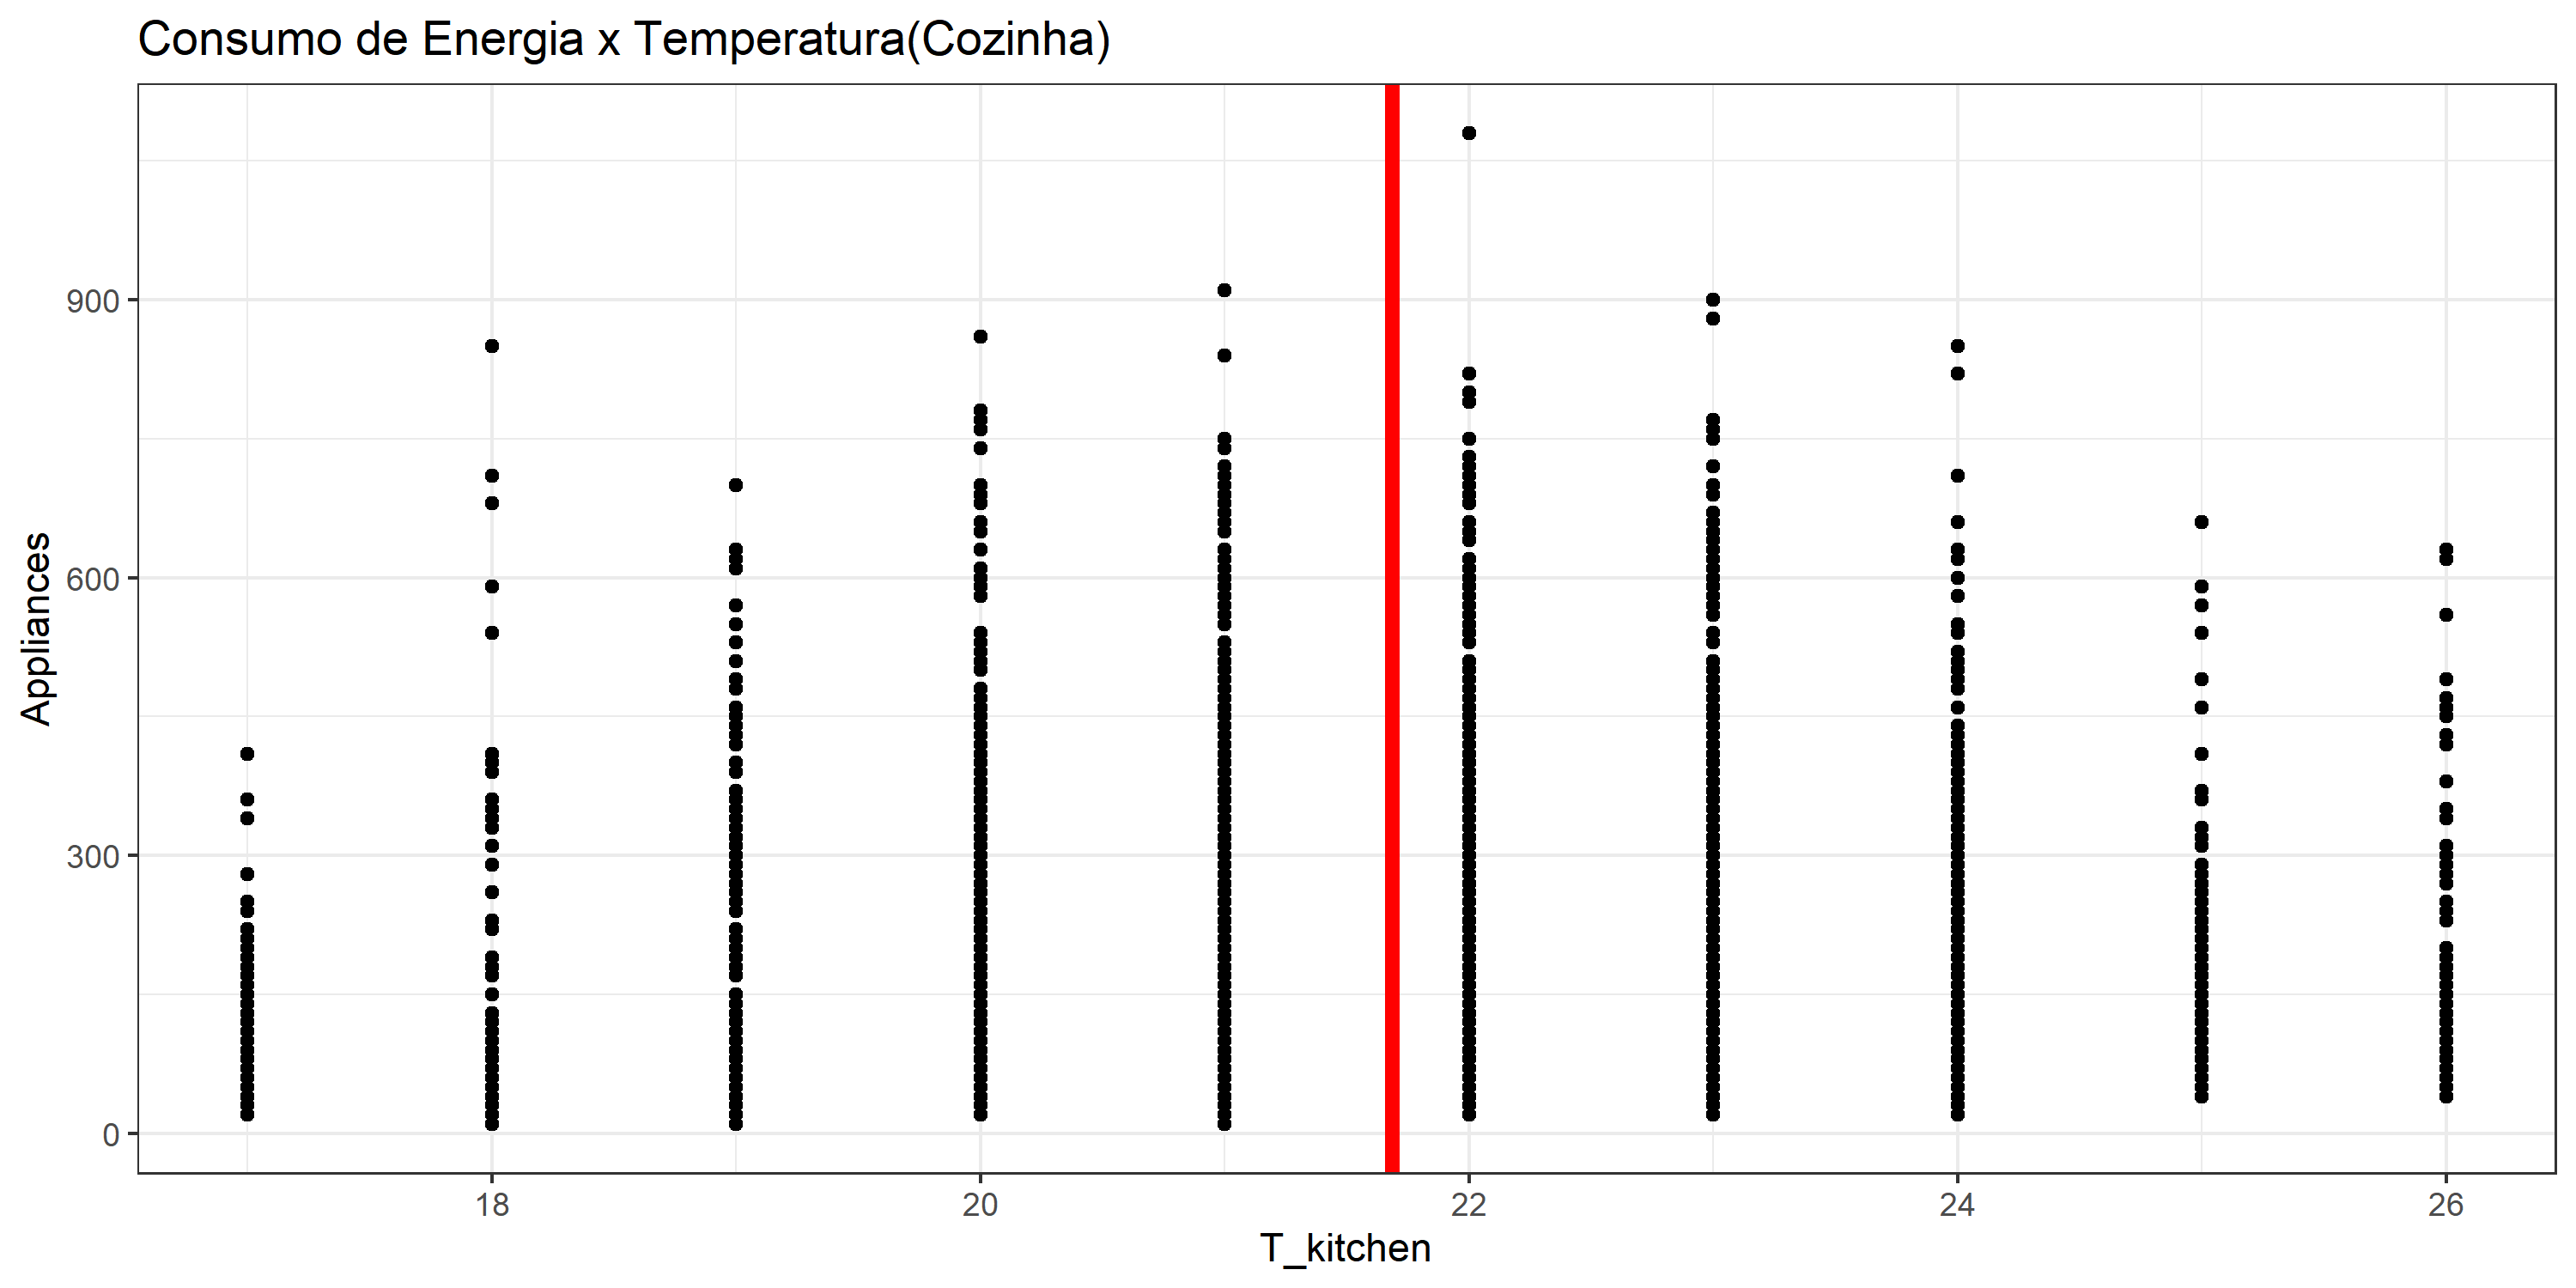 Consumo de Energia x Temperatura(Cozinha)
Appliances
900
600
300
0
18 20 22 24 26
T_kitchen